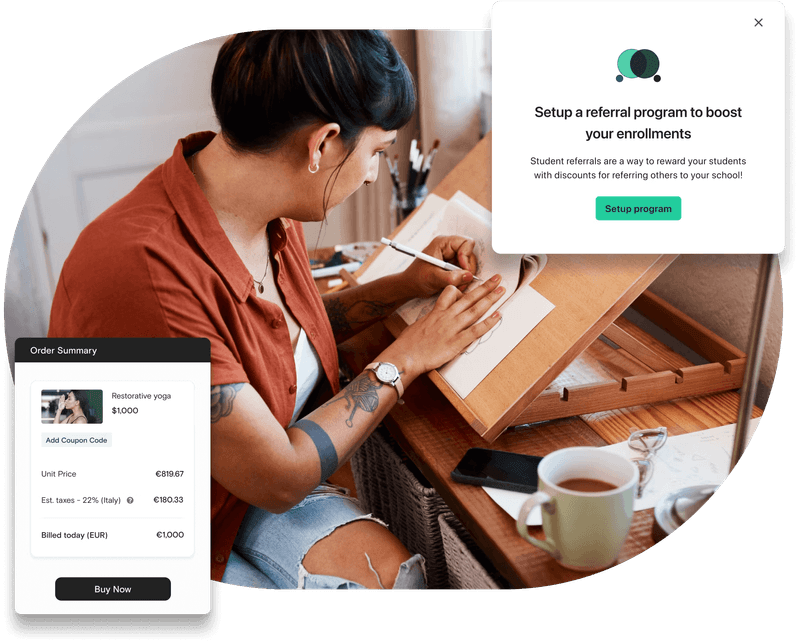 Setup a referral program to boost
your enrollments
Student referrals are a way to reward your students
with discounts for referring others to your school!
Setup program
Order Summary
Restorative yoga
$1,000
Add Coupon Code
Unit Price €819.67
Est. taxes - 22% (Italy) ? €180.33
Billed today (EUR) €1,000
Buy Now